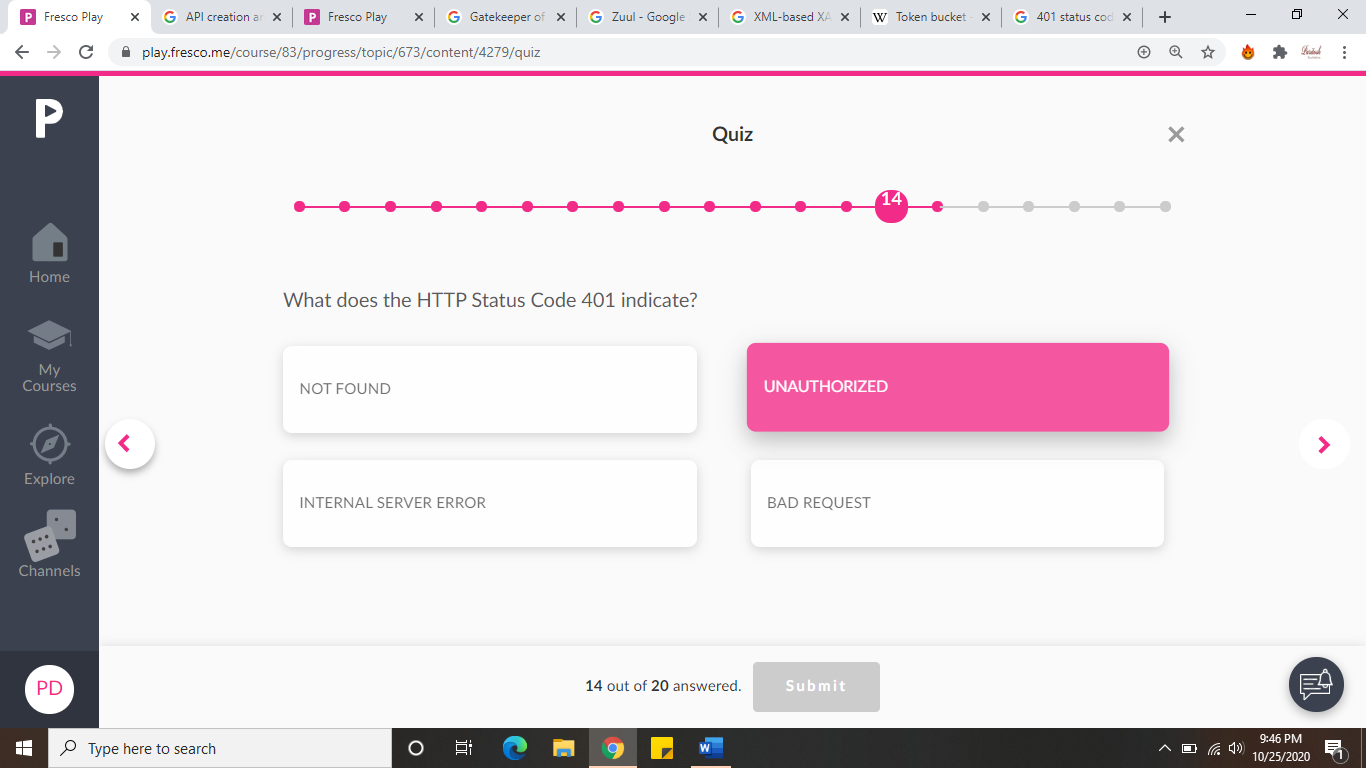 Fresco Play
API creation ar
Fresco Play
Gatekeeper of
Zuul - Google
XML-based XA
Token bucket -
401 status cod
play.fresco.me/course/83/progress/topic/673/content/4279/quiz
P
Home
My
Courses
Explore
Channels
PD
Quiz
14
What does the HTTP Status Code 401 indicate?
NOT FOUND
UNAUTHORIZED
INTERNAL SERVER ERROR
BAD REQUEST
14 out of 20 answered.
Submit
Type here to search
9:46 PM
10/25/2020
1